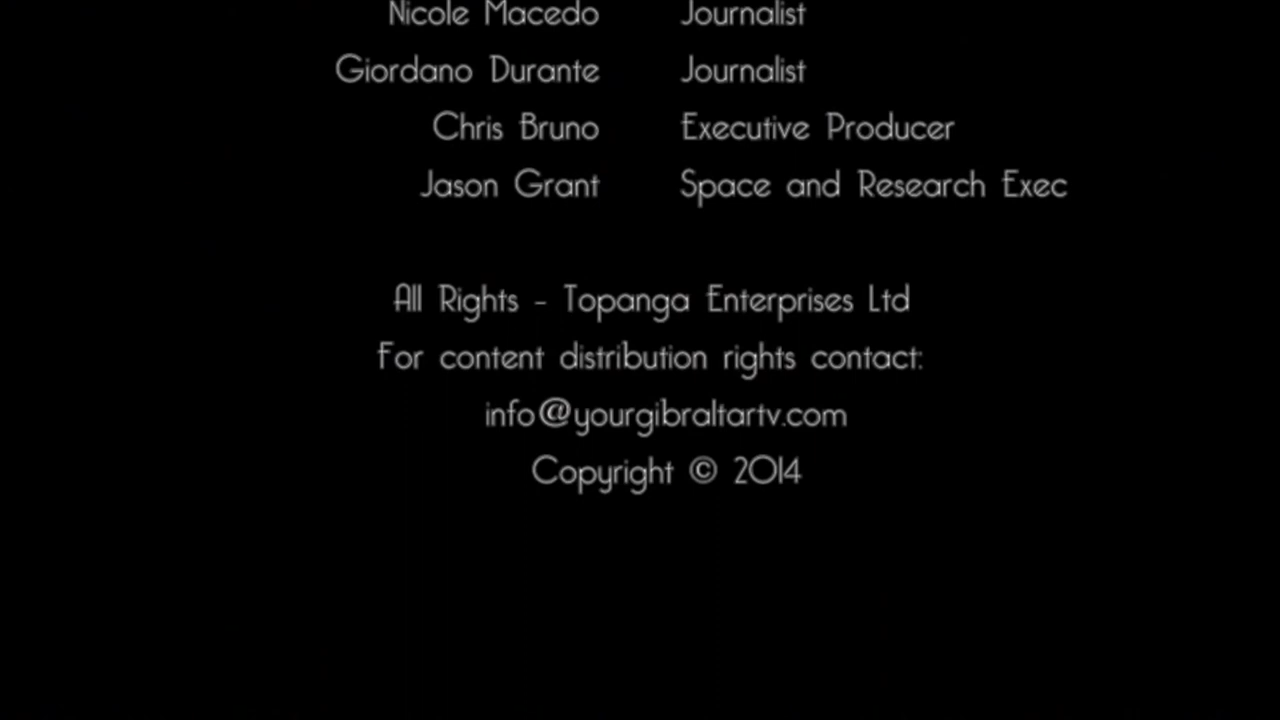 Nicole Macedo Journalist
Giordano Durante Journalist
Chris Bruno Executive Producer
Jason Grant Space and Research Exec
All Rights - Topanga Enterprises Ltd
For content distribution rights contact:
info@yourgibraltartv.com
Copyright © 2014